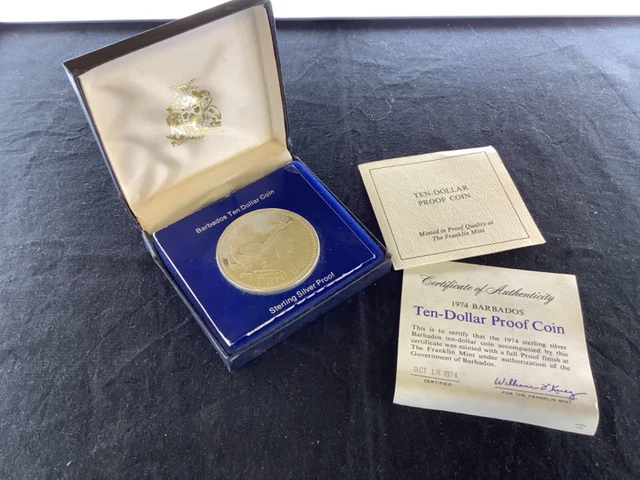 Barbados Ten Dollar Coin
Sterling Silver Proof
TEN-DOLLAR
PROOF COIN
Minted in Proof Quality at
The Franklin Mint
Certificate of Authenticity
1974 BARBADOS
Ten-Dollar Proof Coin
This is to certify that the 1974 sterling silver
Barbados ten-dollar coin accompanied by this
certificate was minted with a full Proof finish at
The Franklin Mint under authorization of the
Government of Barbados.
OCT 18 1974
CERTIFIED
FOR THE FRANKLIN MINT